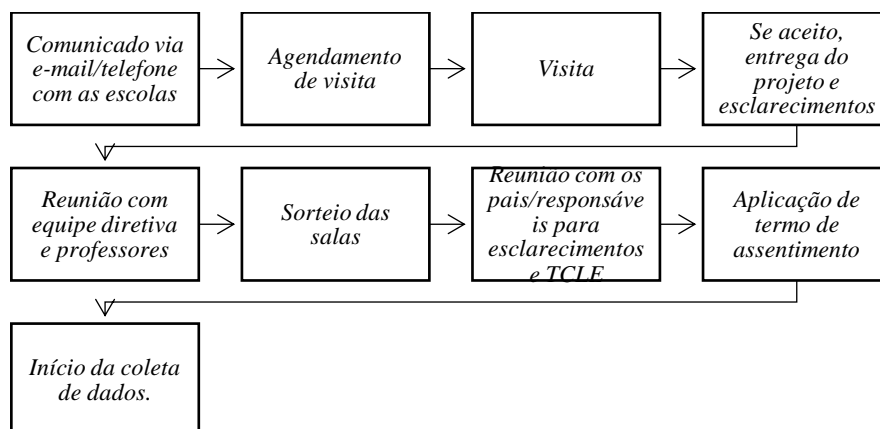 Comunicado via
e-mail/telefone
com as escolas
Agendamento
de visita
Visita
Se aceito,
entrega do
projeto e
esclarecimentos
Reunião com
equipe diretiva
e professores
Sorteio das
salas
Reunião com os
pais/responsáve
is para
esclarecimentos
e TCLE
Aplicação de
termo de
assentimento
Início da coleta
de dados.